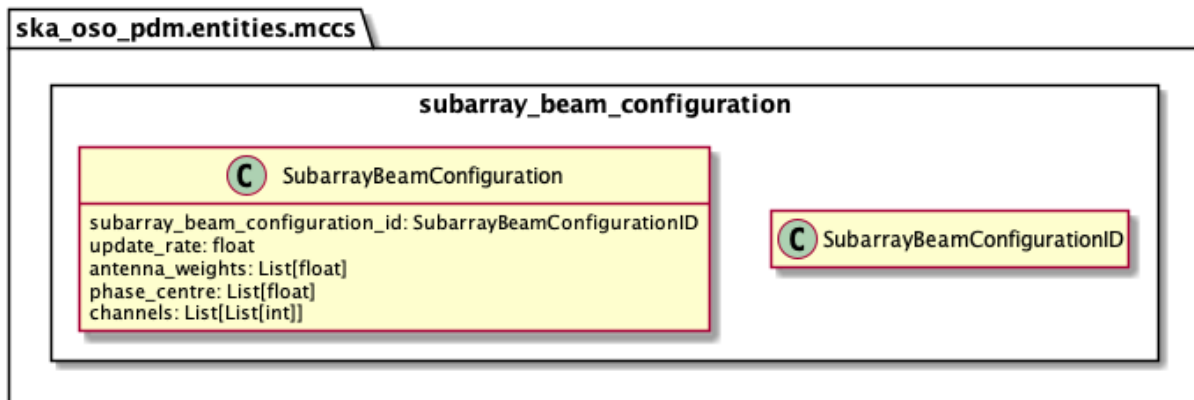 ska_oso_pdm.entities.mccs
subarray_beam_configuration
C SubarrayBeamConfiguration
subarray_beam_configuration_id: SubarrayBeamConfigurationID
update_rate: float
antenna_weights: List[float]
phase_centre: List[float]
channels: List[List[int]]
C SubarrayBeamConfigurationID